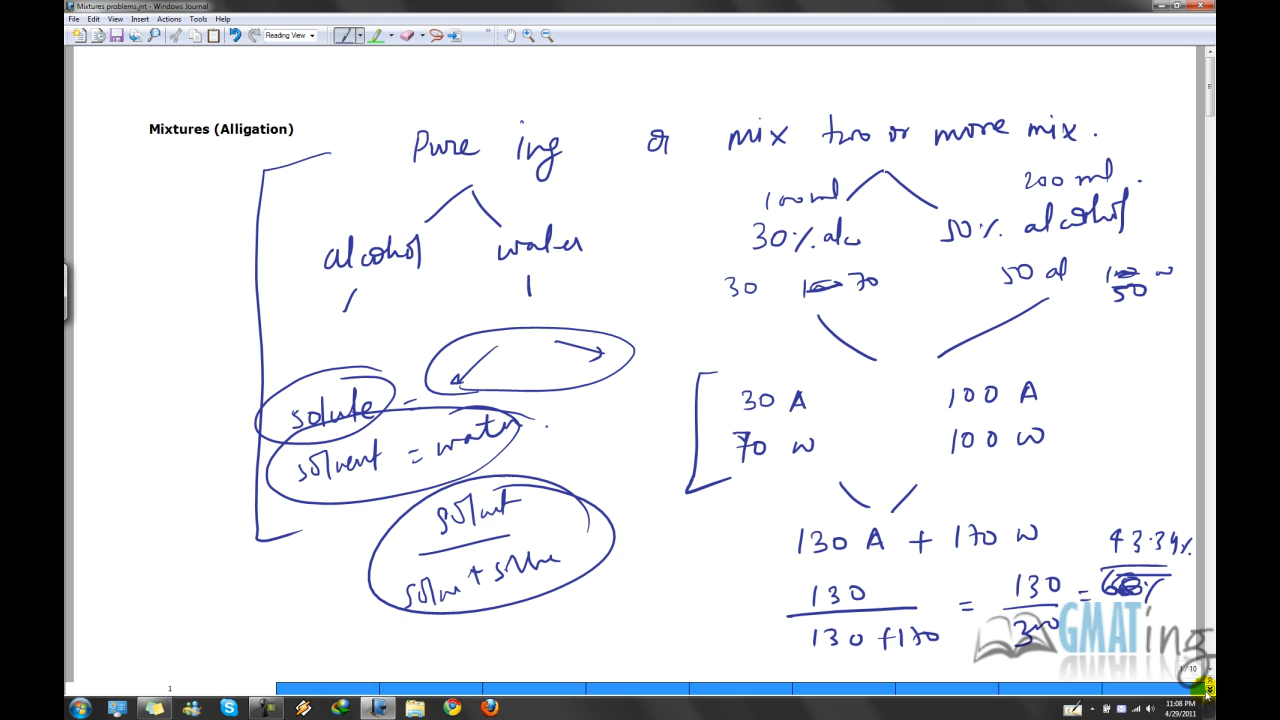 Mixtures problems.jnt - Windows Journal
File Edit View Insert Actions Tools Help
Reading View
Mixtures (Alligation)
Pure ing or mix two or more mix.
alcohol water
100 ml 200 ml.
30% alc 50% alcohol
30 70 50 al 50 w
solute =
solvent = water.
30 A 100 A
70 w 100 w
130 A + 170 w
43.34%
130 / 130 + 170 = 130 / 300 =
GMATing
1 / 10
1
11:08 PM
4/29/2011